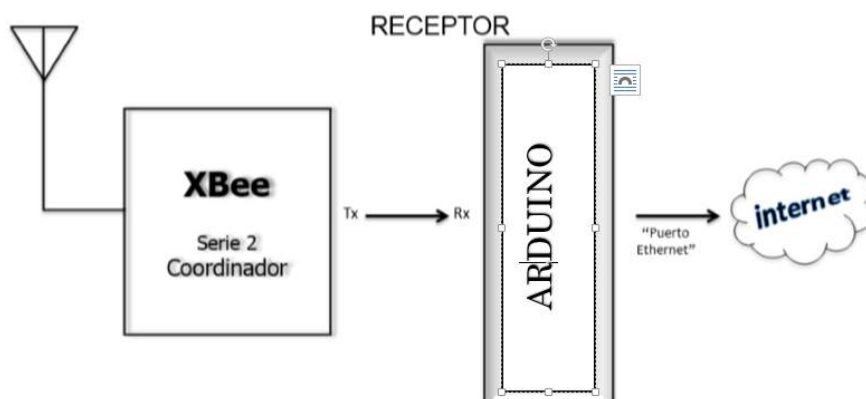 RECEPTOR
XBee
Serie 2
Coordinador
Tx
Rx
ARDUINO
“Puerto
Ethernet”
internet